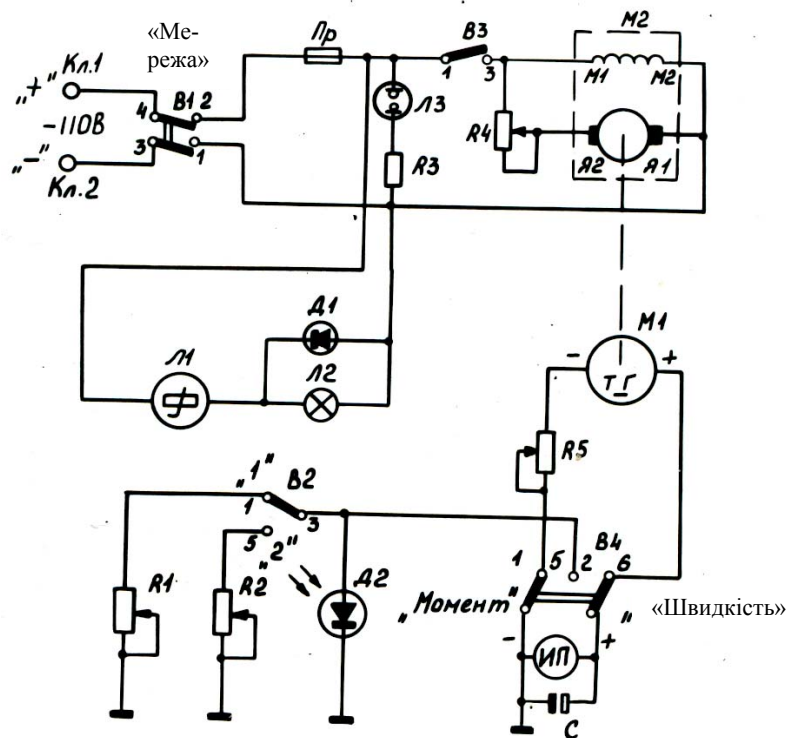 «Ме-
режа»
Пр
В3
М2
„+" Кл.1
1 3
М1 М2
4 В1 2
Л3
-110В
R4
3 1
Я2 Я1
„-"
Кл.2
R3
Д1
М1
Л1
Л2
- +
Т Г
R5
„1" В2
1 3
5 „2"
1 5 2 В4 6
R1
R2
Д2
„Момент"
„ «Швидкість»
- ИП +
С